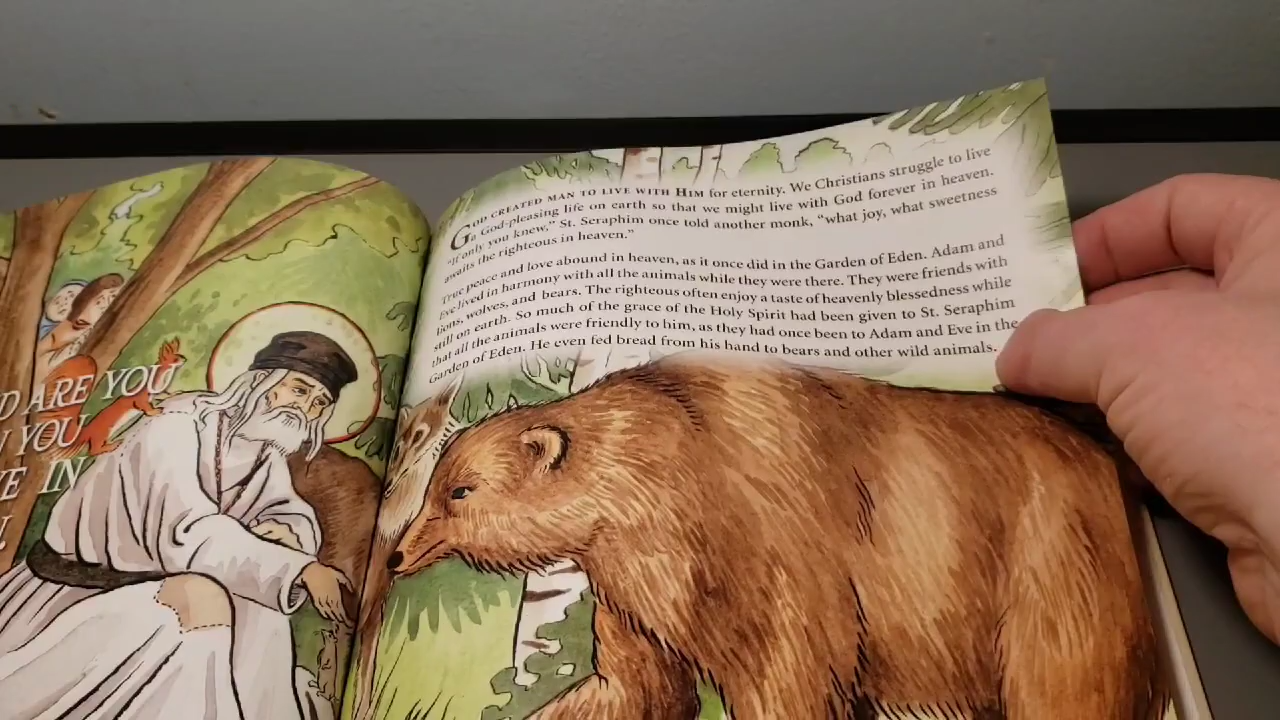 D ARE YOU
YOU
IN
God created man to live with Him for eternity. We Christians struggle to live
a God-pleasing life on earth so that we might live with God forever in heaven.
"If only you knew," St. Seraphim once told another monk, "what joy, what sweetness
awaits the righteous in heaven."
True peace and love abound in heaven, as it once did in the Garden of Eden. Adam and
Eve lived in harmony with all the animals while they were there. They were friends with
lions, wolves, and bears. The righteous often enjoy a taste of heavenly blessedness while
still on earth. So much of the grace of the Holy Spirit had been given to St. Seraphim
that all the animals were friendly to him, as they had once been to Adam and Eve in the
Garden of Eden. He even fed bread from his hand to bears and other wild animals.